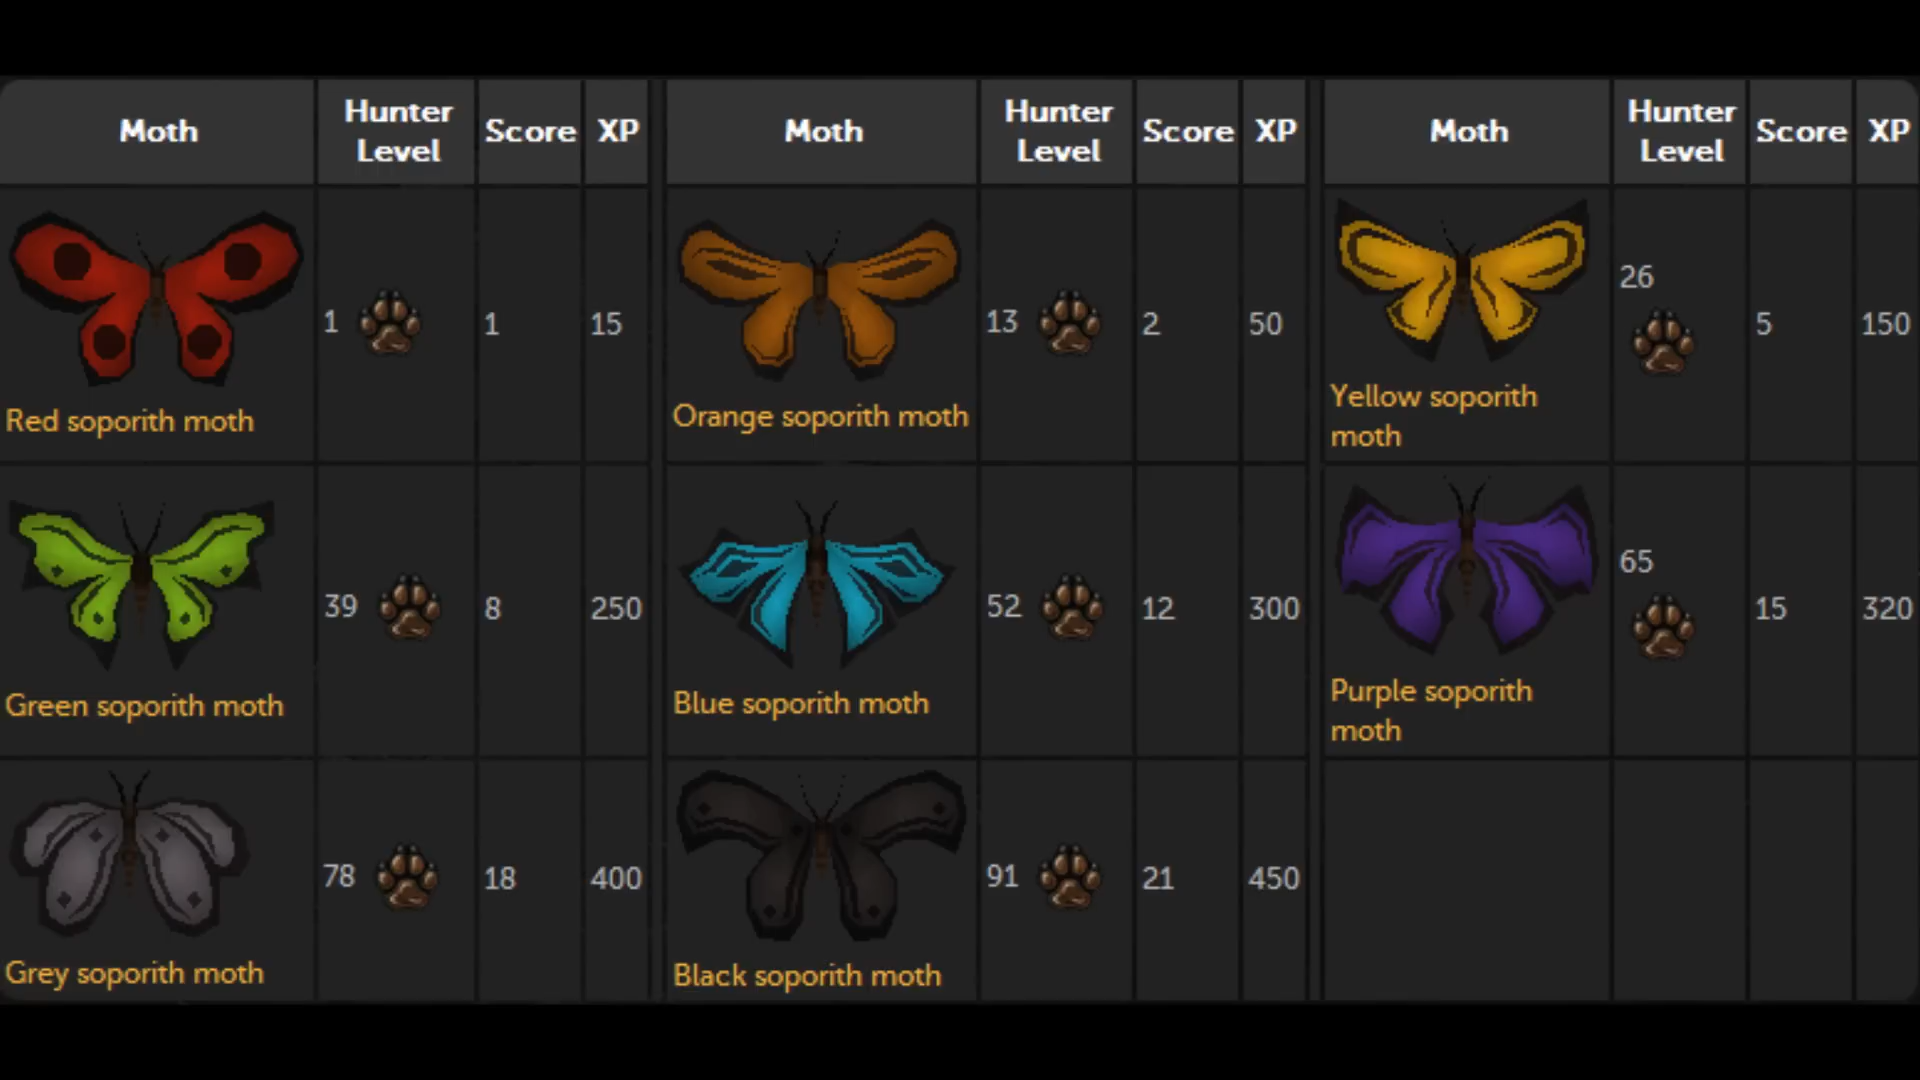 Moth Hunter Level Score XP Moth Hunter Level Score XP Moth Hunter Level Score XP
Red soporith moth 1 1 15 Orange soporith moth 13 2 50 Yellow soporith moth 26 5 150
Green soporith moth 39 8 250 Blue soporith moth 52 12 300 Purple soporith moth 65 15 320
Grey soporith moth 78 18 400 Black soporith moth 91 21 450